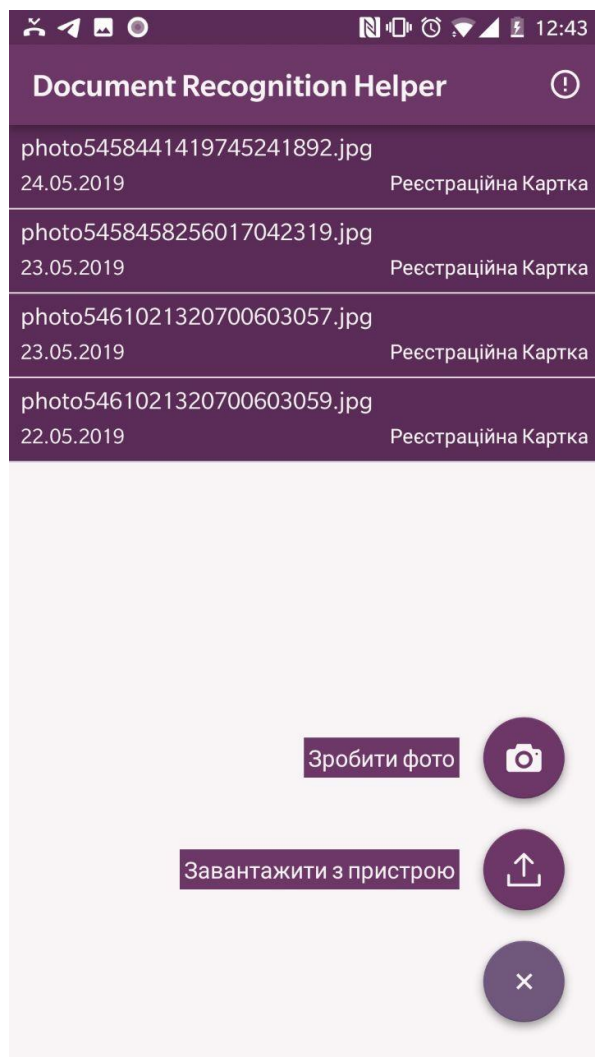 12:43
Document Recognition Helper
photo5458441419745241892.jpg
24.05.2019 Реєстраційна Картка
photo5458458256017042319.jpg
23.05.2019 Реєстраційна Картка
photo5461021320700603057.jpg
23.05.2019 Реєстраційна Картка
photo5461021320700603059.jpg
22.05.2019 Реєстраційна Картка
Зробити фото
Завантажити з пристрою